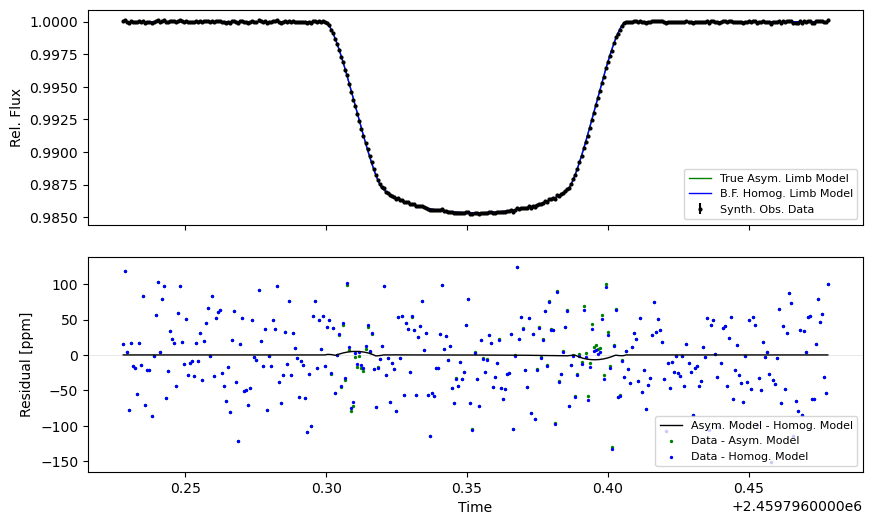 1.0000
0.9975
0.9950
0.9925
0.9900
0.9875
0.9850
Rel. Flux
True Asym. Limb Model
B.F. Homog. Limb Model
Synth. Obs. Data
100
50
0
−50
−100
−150
Residual [ppm]
Asym. Model - Homog. Model
Data - Asym. Model
Data - Homog. Model
0.25
0.30
0.35
0.40
0.45
Time
+2.4597960000e6